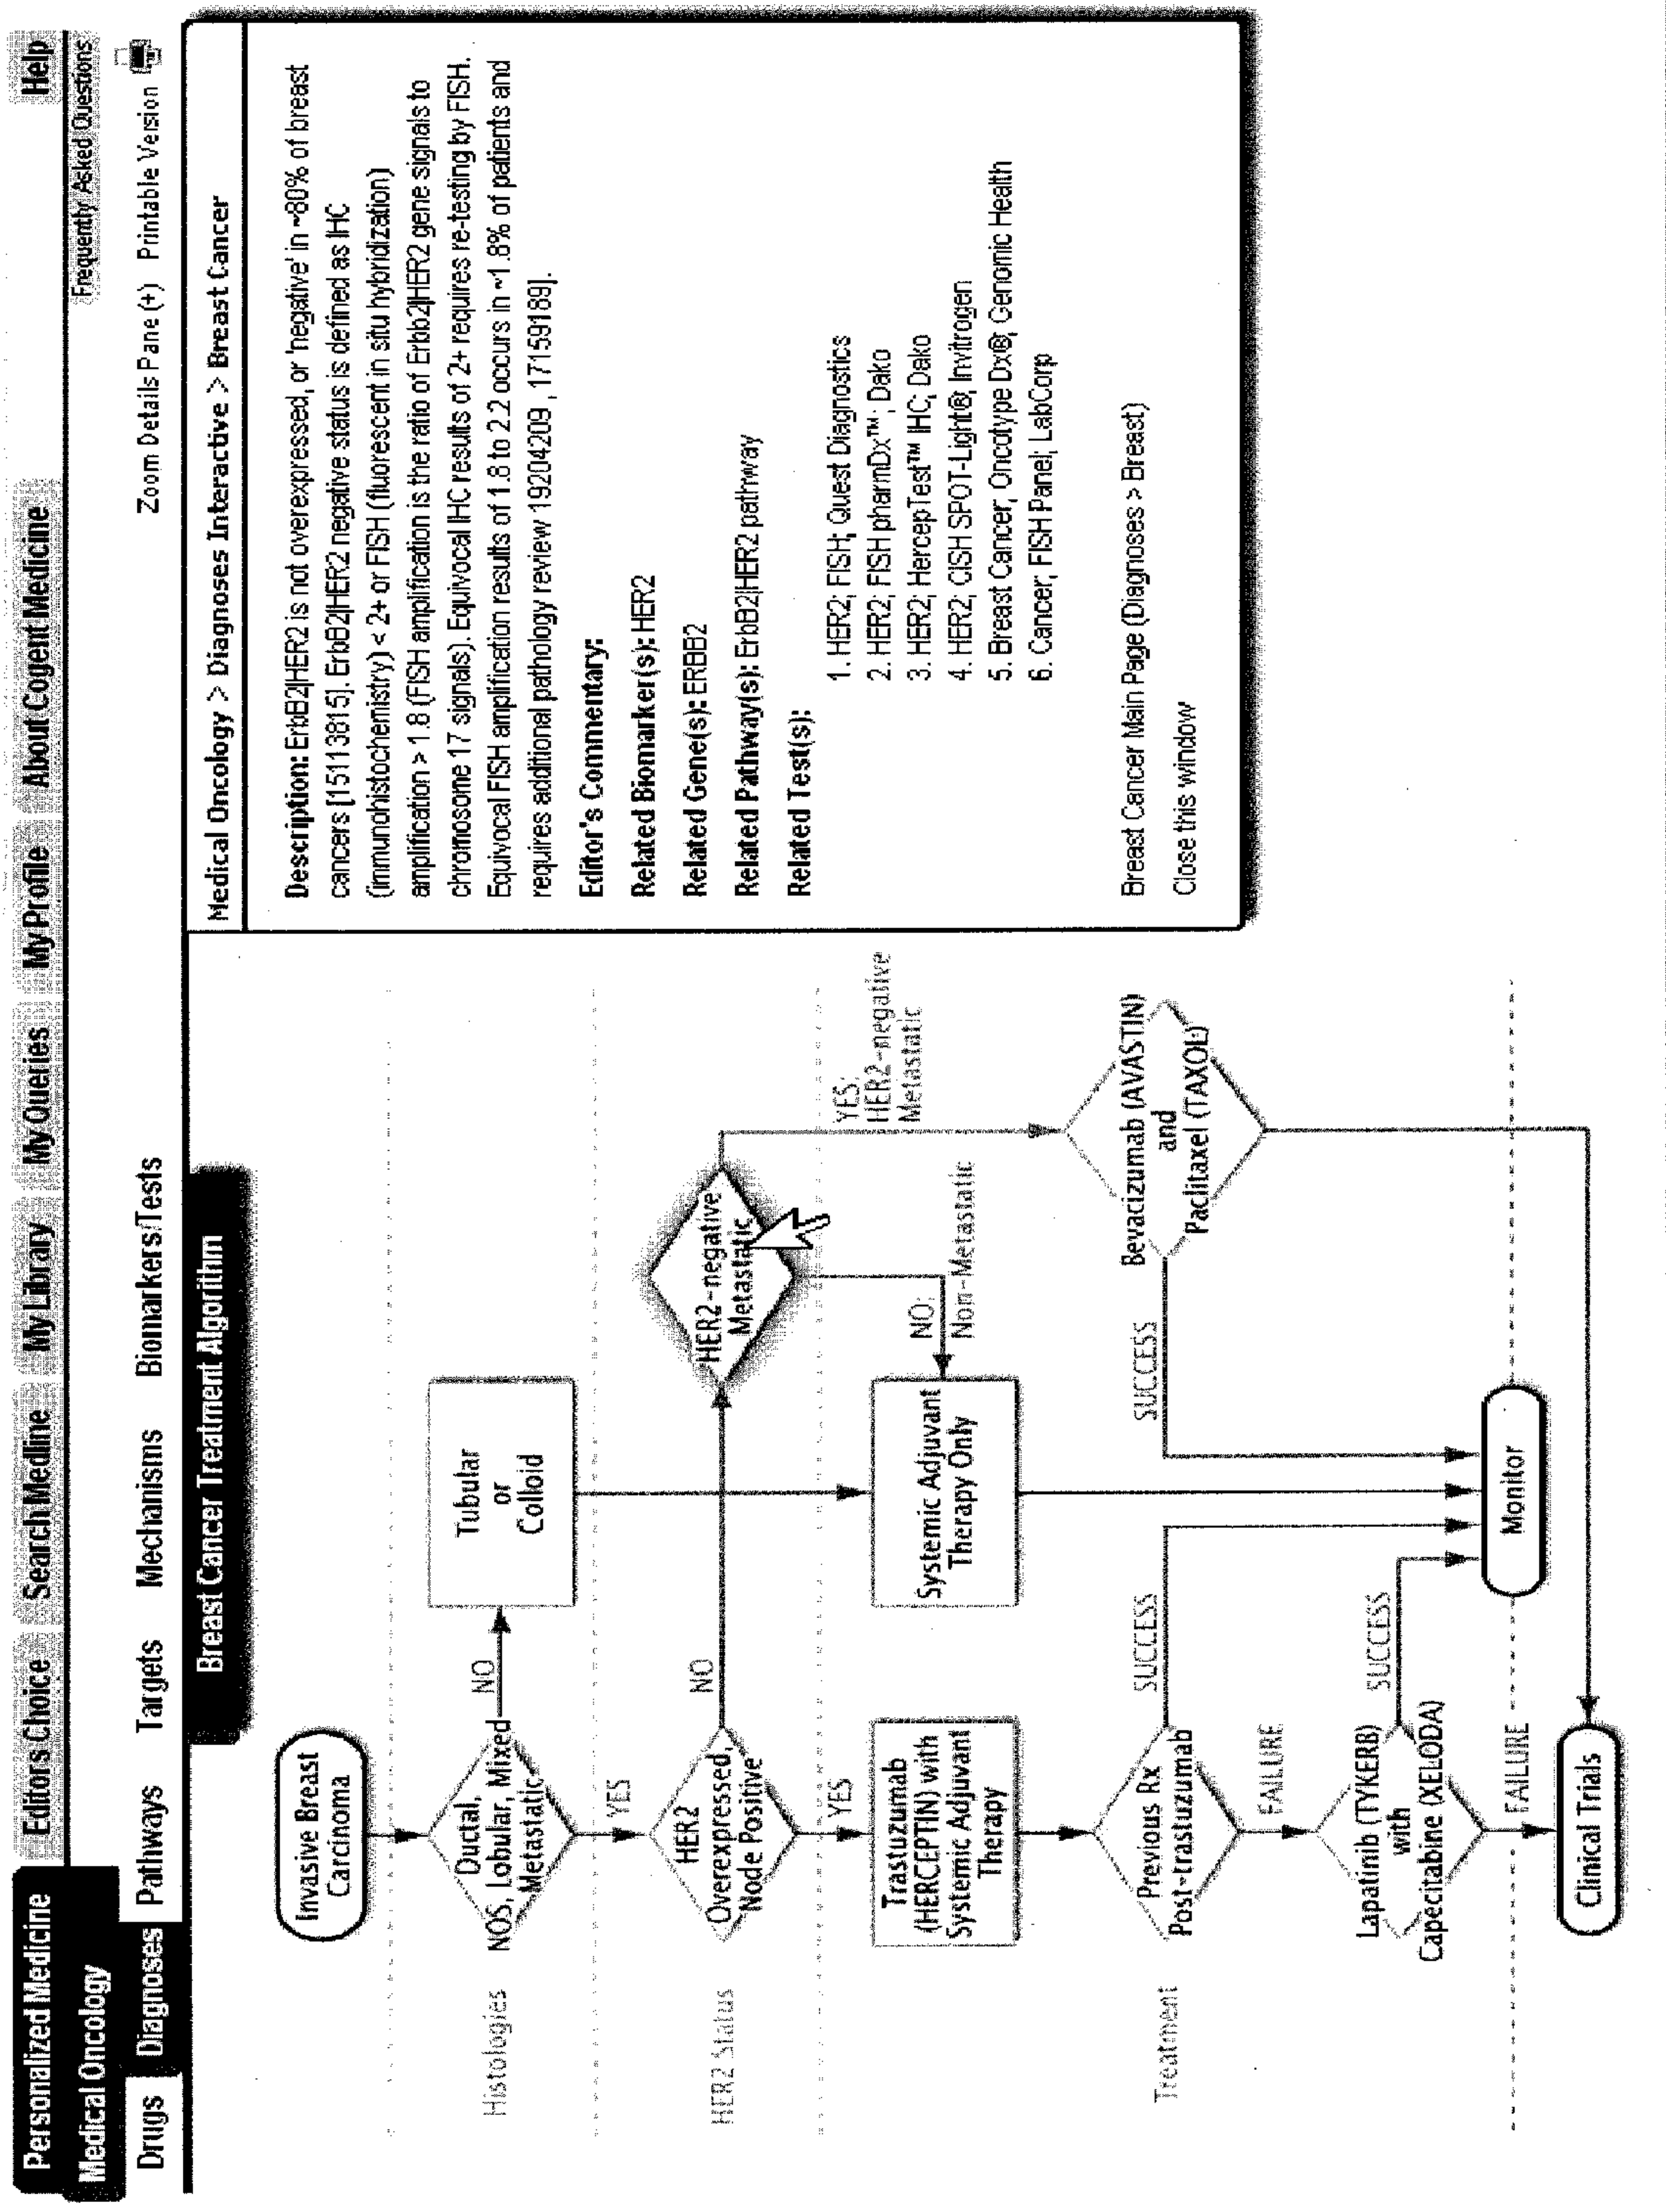 Personalized Medicine Editors Choice Search Medline My Library My Queries My Profile About Cogent Medicine Help
Medical Oncology Frequently Asked Questions
Drugs Diagnoses Pathways Targets Mechanisms Biomarkers/Tests Zoom Details Pane (+) Printable Version
Breast Cancer Treatment Algorithm
Invasive Breast
Carcinoma
Histologies
Ductal,
NOS, Lobular, Mixed
Metastatic
NO
Tubular
or
Colloid
YES
HER2 Status
HER2
Overexpressed,
Node Positive
NO
HER2-negative
Metastatic
YES
YES:
HER2-negative
Metastatic
Trastuzumab
(HERCEPTIN) with
Systemic Adjuvant
Therapy
Systemic Adjuvant
Therapy Only
NO:
Non-Metastatic
Treatment
Previous Rx
Post-trastuzumab
SUCCESS
SUCCESS
Bevacizumab (AVASTIN)
and
Paclitaxel (TAXOL)
FAILURE
Lapatinib (TYKERB)
with
Capecitabine (XELODA)
SUCCESS
Monitor
FAILURE
Clinical Trials
Medical Oncology > Diagnoses Interactive > Breast Cancer
Description: ErbB2|HER2 is not overexpressed, or 'negative' in ~80% of breast
cancers [15113815]. ErbB2|HER2 negative status is defined as IHC
(immunohistochemistry) < 2+ or FISH (fluorescent in situ hybridization)
amplification > 1.8 (FISH amplification is the ratio of Erbb2|HER2 gene signals to
chromosome 17 signals). Equivocal IHC results of 2+ requires re-testing by FISH.
Equivocal FISH amplification results of 1.8 to 2.2 occurs in ~1.8% of patients and
requires additional pathology review 19204209 , 17159189].
Editor's Commentary:
Related Biomarker(s): HER2
Related Gene(s): ERBB2
Related Pathway(s): ErbB2|HER2 pathway
Related Test(s):
1. HER2; FISH; Quest Diagnostics
2. HER2; FISH pharmDx™; Dako
3. HER2; HercepTest™ IHC; Dako
4. HER2; CISH SPOT-Light®; Invitrogen
5. Breast Cancer, Oncotype Dx®; Genomic Health
6. Cancer, FISH Panel; LabCorp
Breast Cancer Main Page (Diagnoses > Breast)
Close this window